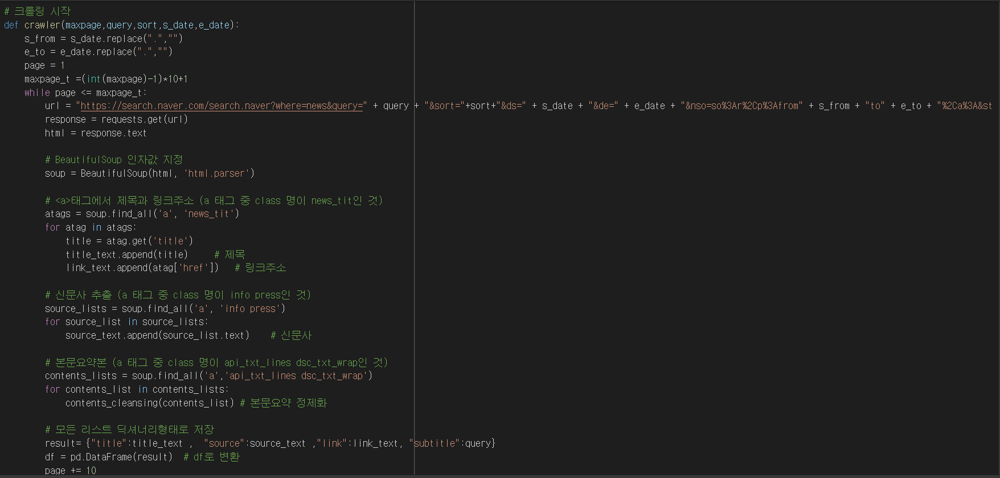 # 크롤링 시작
def crawler(maxpage,query,sort,s_date,e_date):
    s_from = s_date.replace(".","")
    e_to = e_date.replace(".","")
    page = 1
    maxpage_t =(int(maxpage)-1)*10+1
    while page <= maxpage_t:
        url = "https://search.naver.com/search.naver?where=news&query=" + query + "&sort="+sort+"&ds=" + s_date + "&de=" + e_date + "&nso=so%3Ar%2Cp%3Afrom" + s_from + "to" + e_to + "%2Ca%3A&st
        response = requests.get(url)
        html = response.text
        # BeautifulSoup 인자값 지정
        soup = BeautifulSoup(html, 'html.parser')
        # <a>태그에서 제목과 링크주소 (a 태그 중 class 명이 news_tit인 것)
        atags = soup.find_all('a', 'news_tit')
        for atag in atags:
            title = atag.get('title')
            title_text.append(title)     # 제목
            link_text.append(atag['href'])   # 링크주소
        # 신문사 추출 (a 태그 중 class 명이 info press인 것)
        source_lists = soup.find_all('a', 'info press')
        for source_list in source_lists:
            source_text.append(source_list.text)    # 신문사
        # 본문요약본 (a 태그 중 class 명이 api_txt_lines dsc_txt_wrap인 것)
        contents_lists = soup.find_all('a','api_txt_lines dsc_txt_wrap')
        for contents_list in contents_lists:
            contents_cleansing(contents_list) # 본문요약 정제화
        # 모든 리스트 딕셔너리형태로 저장
        result= {"title":title_text ,  "source":source_text ,"link":link_text, "subtitle":query}
        df = pd.DataFrame(result)  # df로 변환
        page += 10